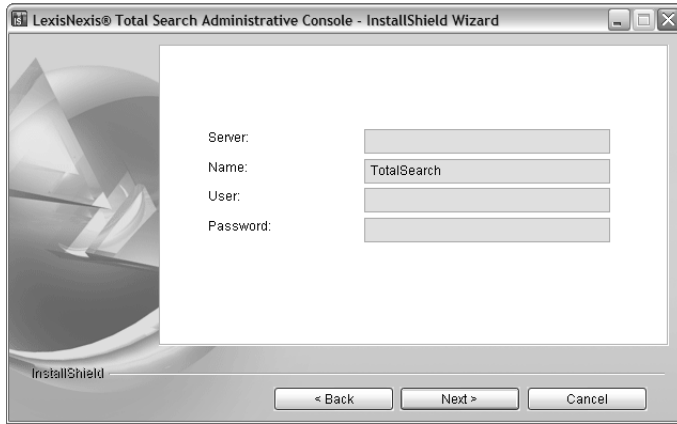 LexisNexis® Total Search Administrative Console - InstallShield Wizard
Server:
Name: TotalSearch
User:
Password:
InstallShield
< Back Next > Cancel